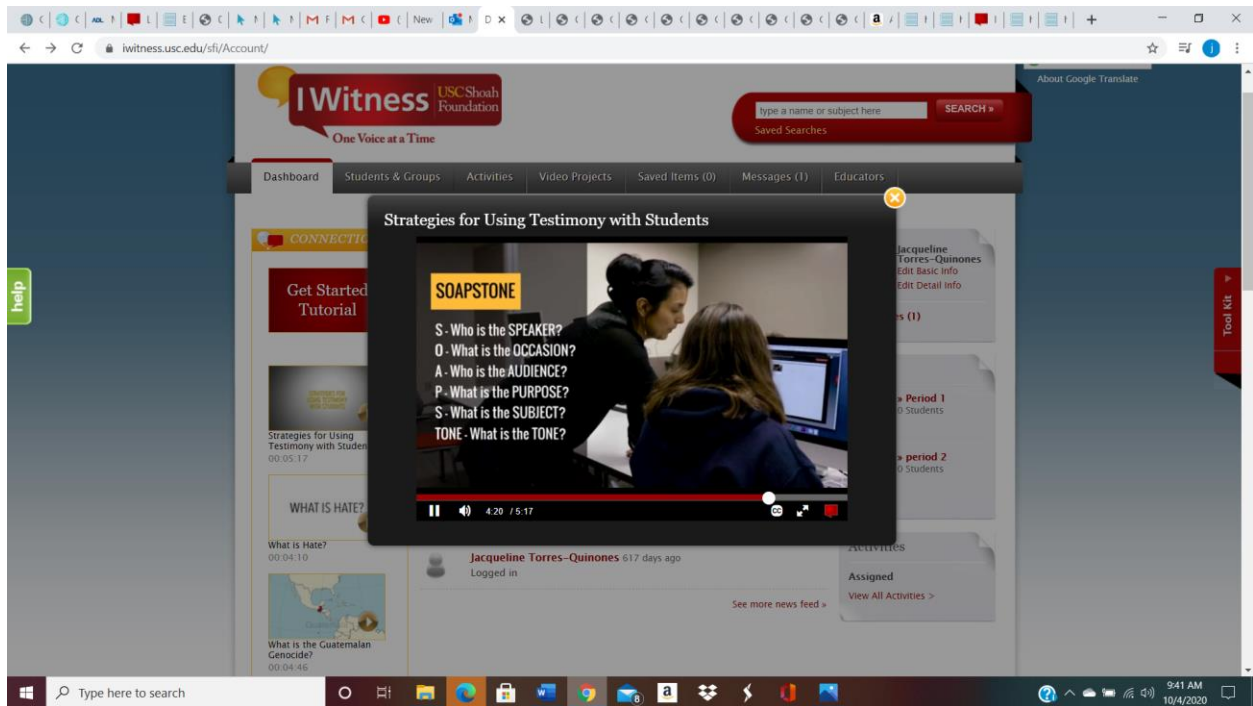 New
iwitness.usc.edu/sfi/Account/
About Google Translate
IWitness USC Shoah Foundation
One Voice at a Time
type a name or subject here
SEARCH »
Saved Searches
Dashboard Students & Groups Activities Video Projects Saved Items (0) Messages (1) Educators
Strategies for Using Testimony with Students
Get Started
Tutorial
Strategies for Using
00:05:17
WHAT IS HATE?
What is Hate?
00:04:10
What is the Guatemalan
Genocide?
00:04:46
SOAPSTONE
S - Who is the SPEAKER?
O - What is the OCCASION?
A - Who is the AUDIENCE?
P - What is the PURPOSE?
S - What is the SUBJECT?
TONE - What is the TONE?
4:20 / 5:17
CC
Jacqueline Torres-Quinones 617 days ago
Logged in
See more news feed »
Jacqueline
Torres-Quinones
Edit Basic Info
Edit Detail Info
(1)
» Period 1
0 Students
» period 2
0 Students
Activities
Assigned
View All Activities >
help
Tool Kit
Type here to search
9:41 AM
10/4/2020